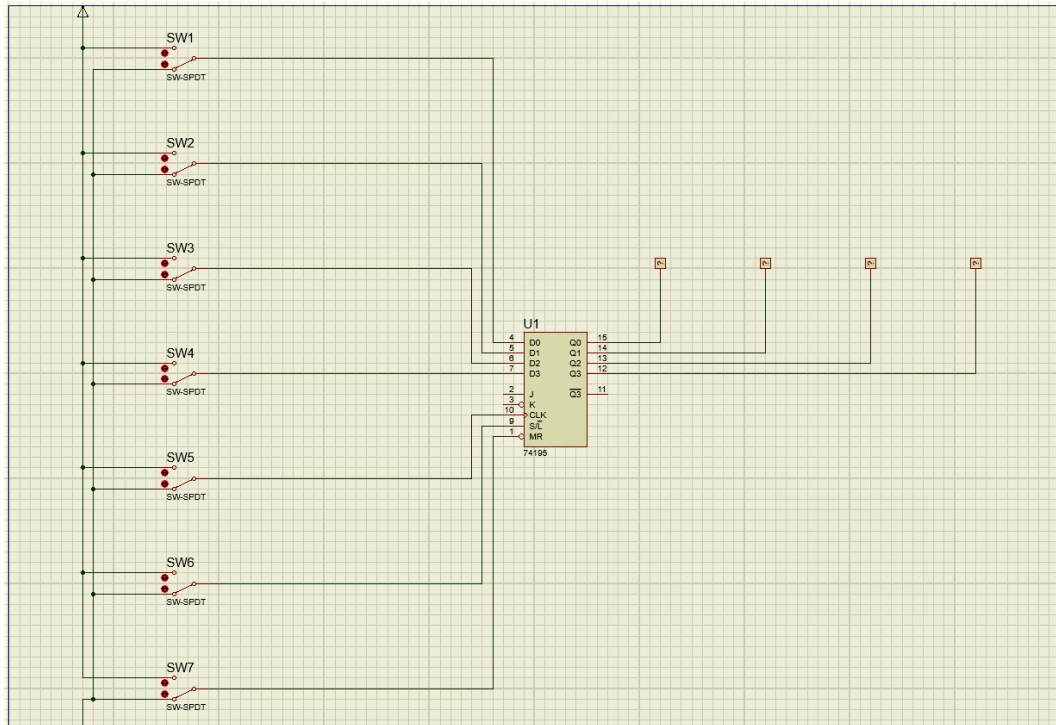 SW1
SW-SPDT
SW2
SW-SPDT
SW3
SW-SPDT
? ? ? ?
U1
4 D0 Q0 15
5 D1 Q1 14
6 D2 Q2 13
7 D3 Q3 12
2 J Q3 11
3 K
10 CLK
9 S/L
1 MR
74195
SW4
SW-SPDT
SW5
SW-SPDT
SW6
SW-SPDT
SW7
SW-SPDT